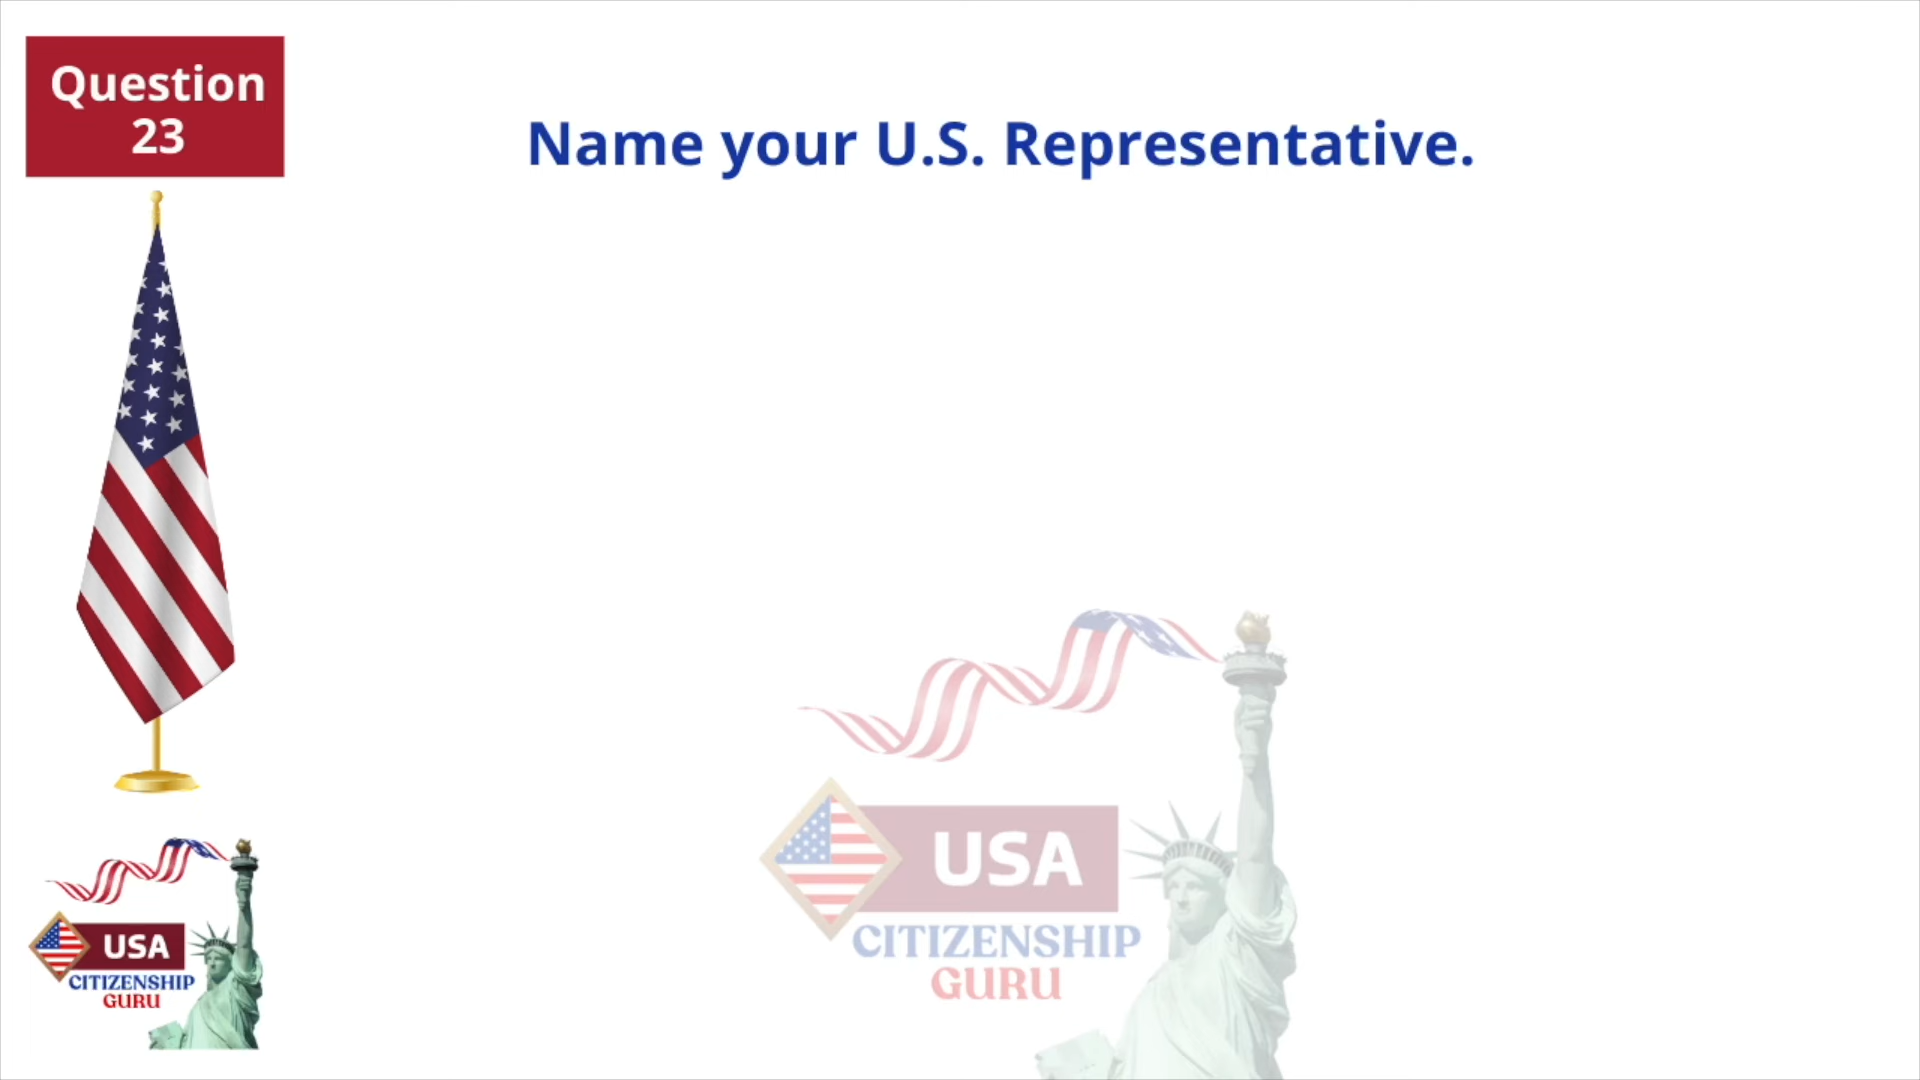 Question
23
Name your U.S. Representative.
USA
CITIZENSHIP
GURU
USA
CITIZENSHIP
GURU